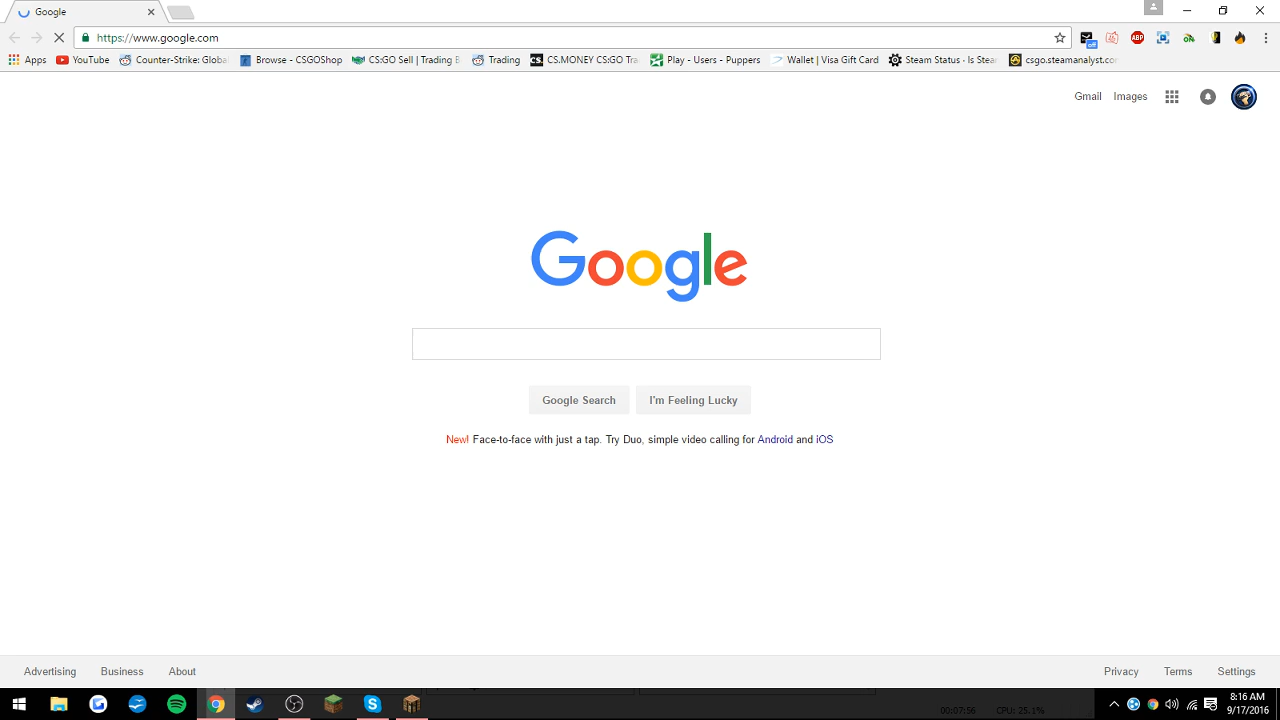 Google
https://www.google.com
off
ABP
Apps
YouTube
Counter-Strike: Globa
Browse - CSGOShop
CS:GO Sell | Trading B
Trading
CS. CS.MONEY CS:GO Tra
Play - Users - Puppers
Wallet | Visa Gift Card
Steam Status · Is Stea
csgo.steamanalyst.co
Gmail Images
Google
Google Search I'm Feeling Lucky
New! Face-to-face with just a tap. Try Duo, simple video calling for Android and iOS
Advertising Business About Privacy Terms Settings
00:07:56 CPU: 25.1%
8:16 AM
9/17/2016